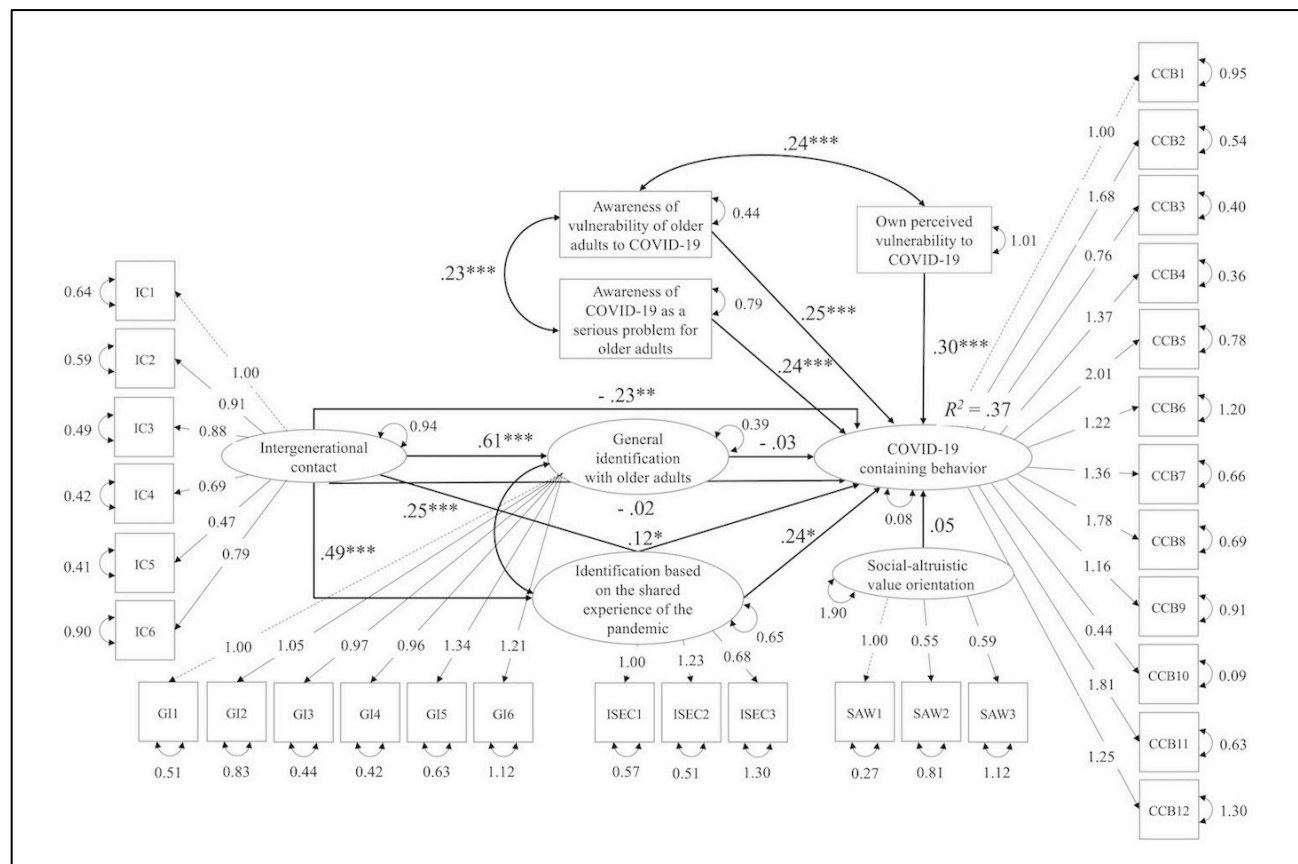 CCB1
0.95
1.00
CCB2
0.54
.24***
1.68
Awareness of
vulnerability of older
adults to COVID-19
0.44
Own perceived
vulnerability to
COVID-19
1.01
CCB3
0.40
0.76
.23***
CCB4
0.36
1.37
Awareness of
COVID-19 as a
serious problem for
older adults
0.79
.25***
0.64
IC1
CCB5
0.78
2.01
.30***
.24***
0.59
IC2
1.00
CCB6
1.20
1.22
- .23**
R² = .37
0.91
0.49
IC3
0.88
Intergenerational
contact
0.94
.61***
General
identification
with older adults
0.39
- .03
COVID-19
containing behavior
CCB7
0.66
1.36
0.42
IC4
0.69
.25***
- .02
0.08
.05
1.78
CCB8
0.69
0.47
.49***
.12*
.24*
0.41
IC5
0.79
Identification based
on the shared
experience of the
pandemic
0.65
Social-altruistic
value orientation
1.90
1.16
CCB9
0.91
0.90
IC6
0.44
CCB10
0.09
1.00
1.05
0.97
0.96
1.34
1.21
1.00
1.23
0.68
1.00
0.55
0.59
1.81
GI1
GI2
GI3
GI4
GI5
GI6
ISEC1
ISEC2
ISEC3
SAW1
SAW2
SAW3
CCB11
0.63
1.25
0.51
0.83
0.44
0.42
0.63
1.12
0.57
0.51
1.30
0.27
0.81
1.12
CCB12
1.30